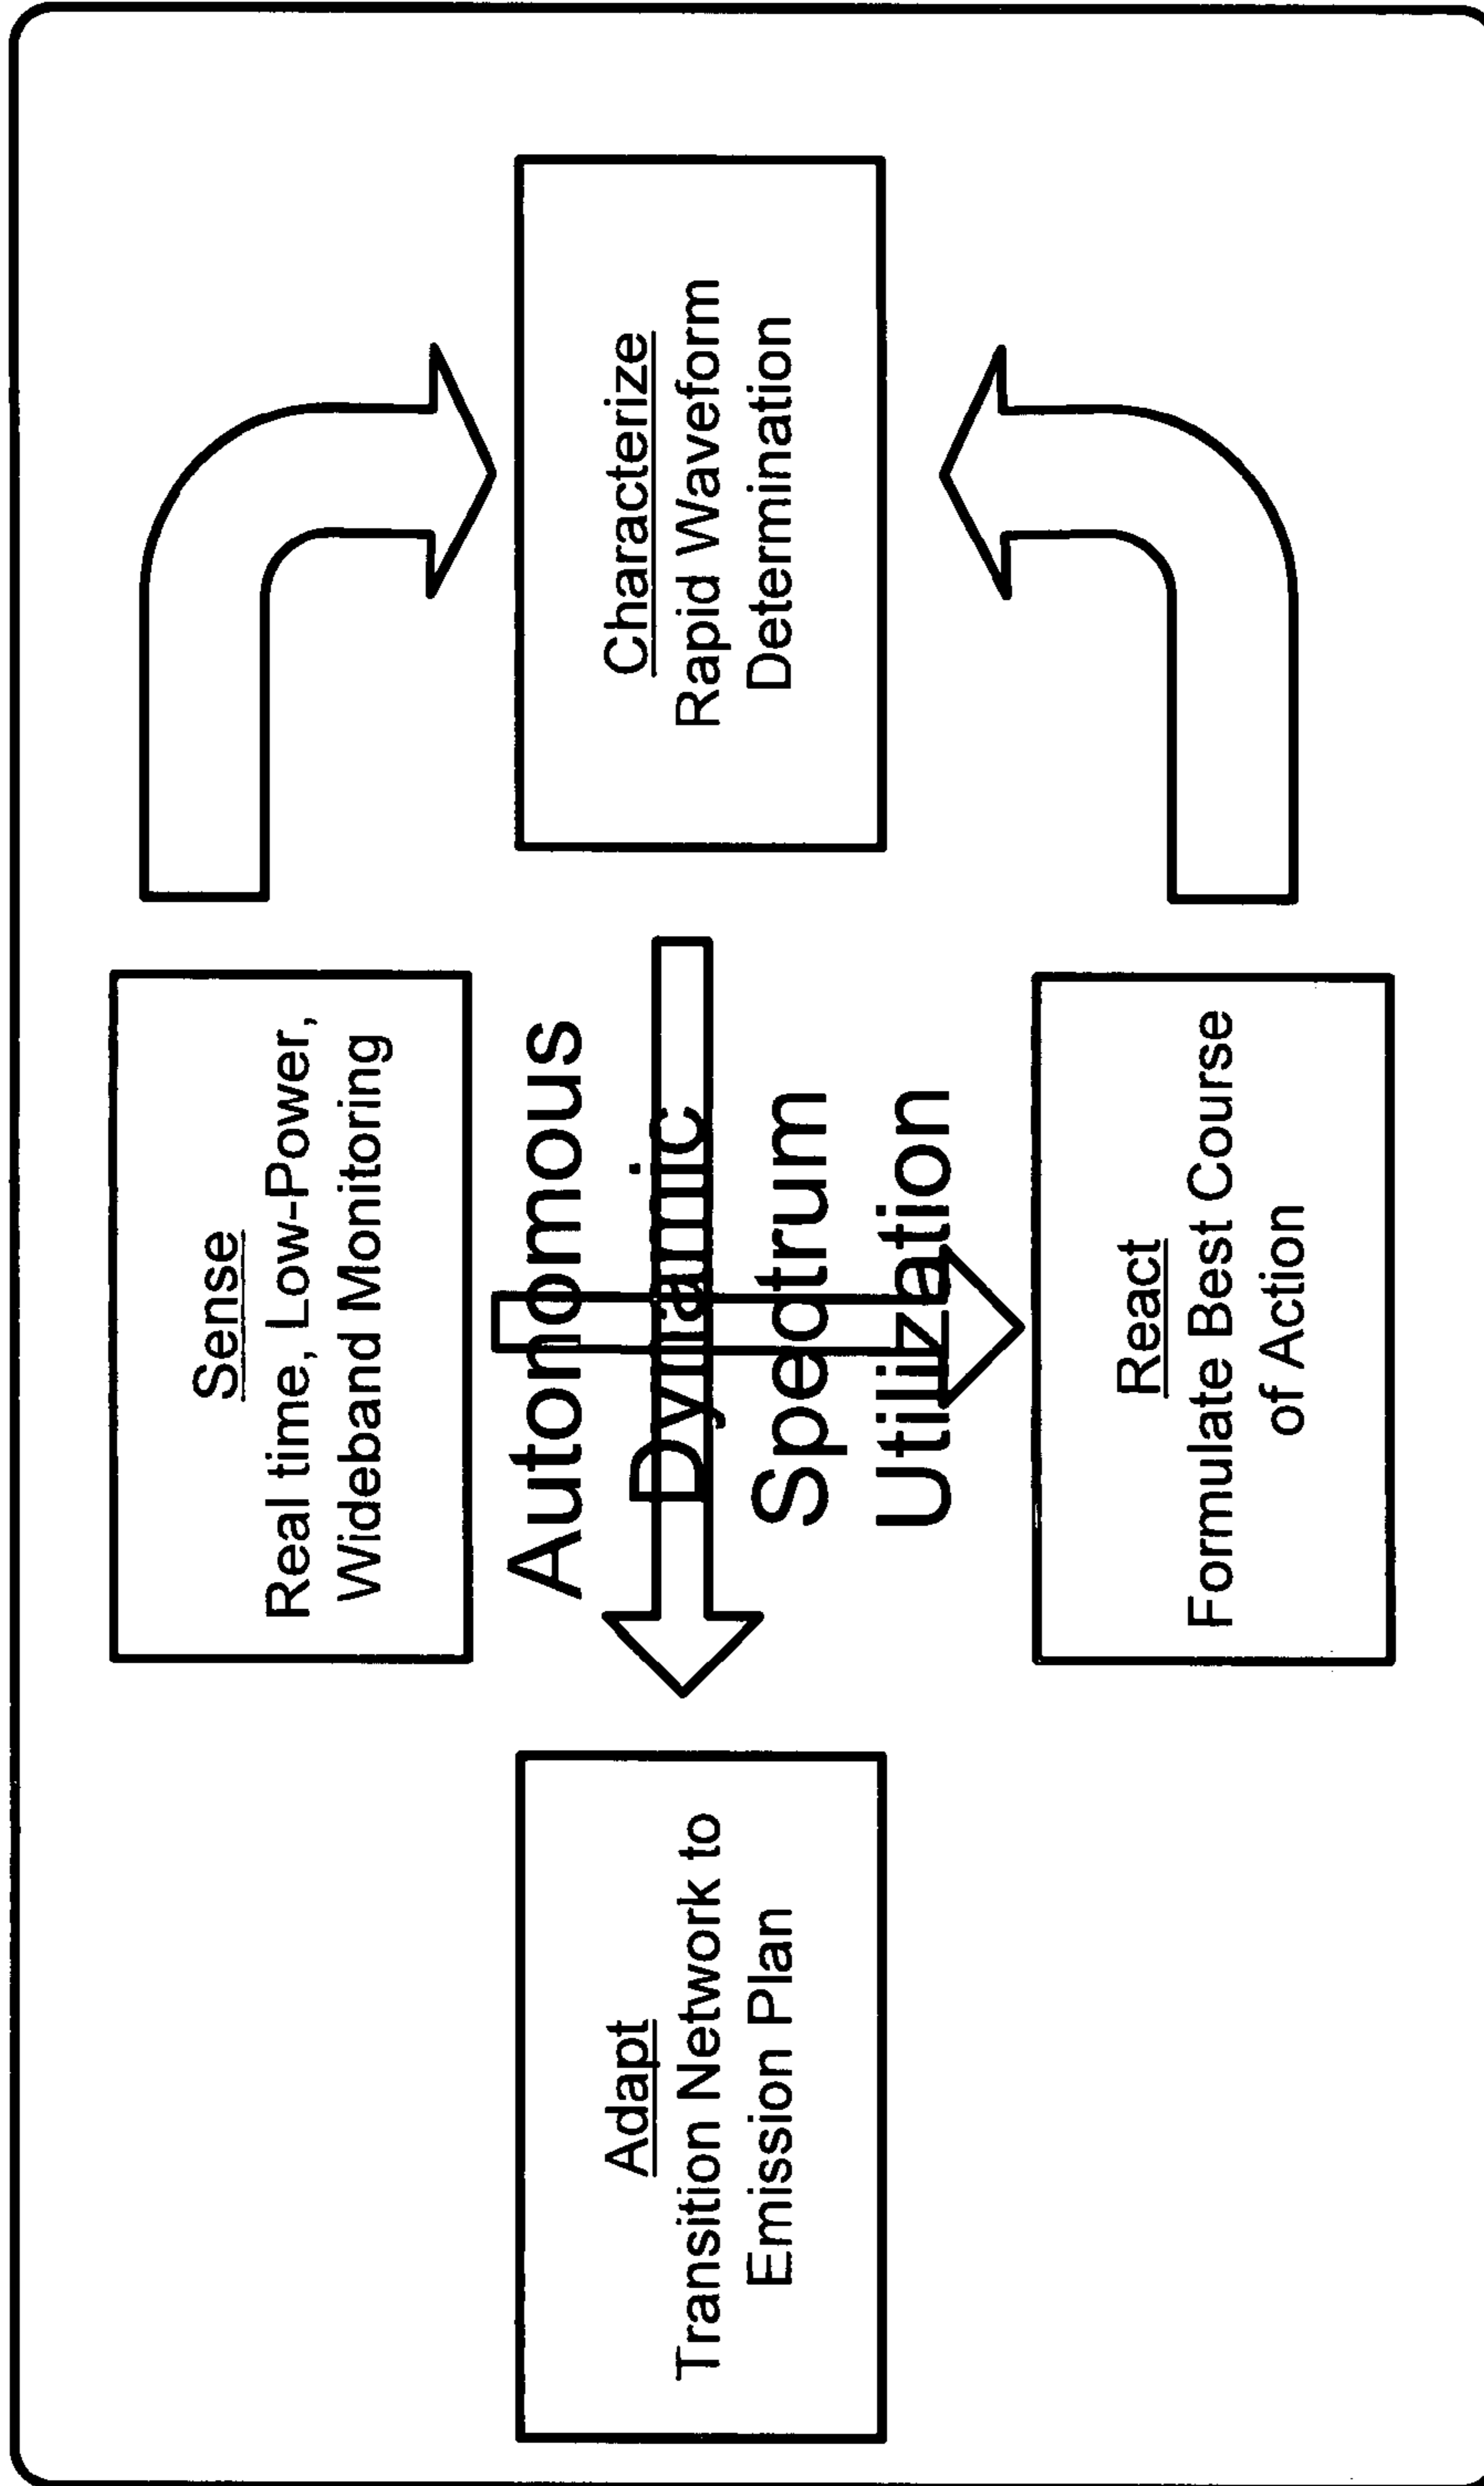 Sense
Real time, Low-Power,
Wideband Monitoring
Adapt
Transition Network to
Emission Plan
Autonomous
Dynamic
Spectrum
Utilization
Characterize
Rapid Waveform
Determination
React
Formulate Best Course
of Action